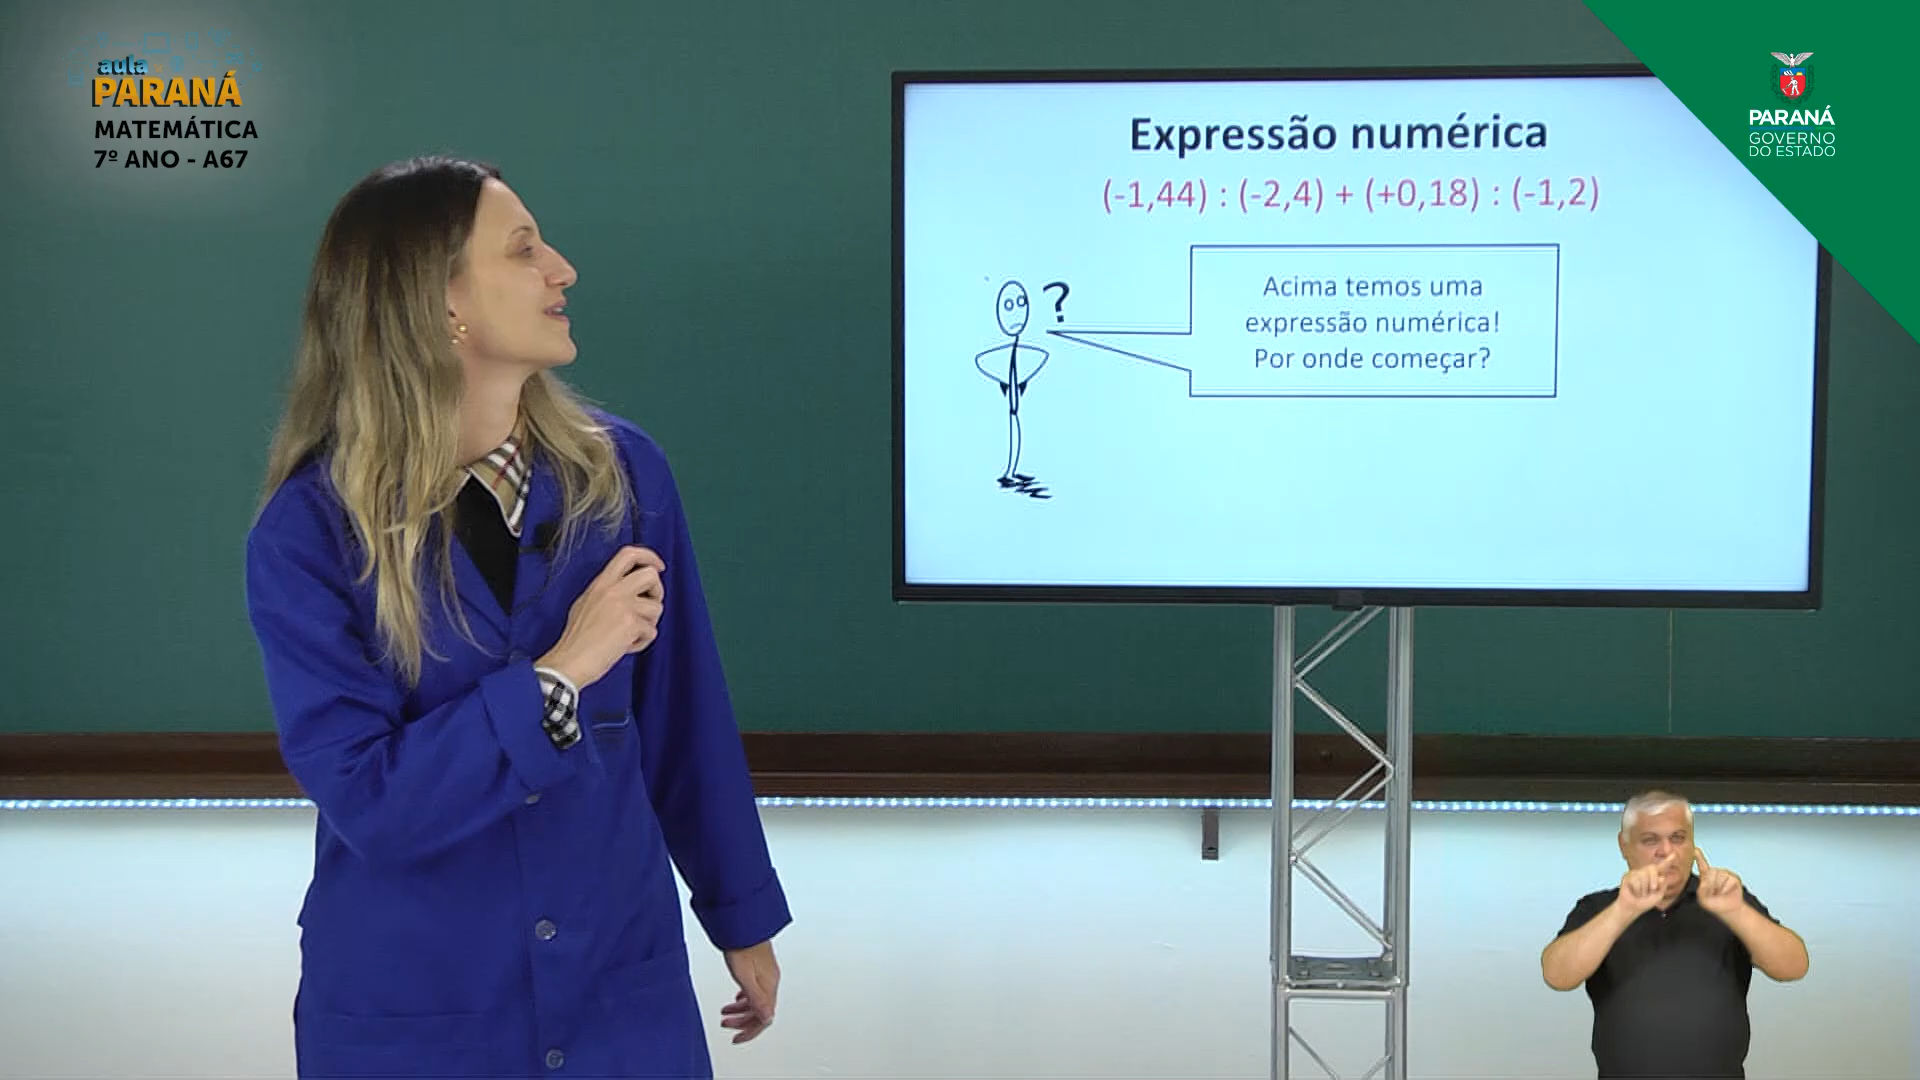 aula
PARANÁ
MATEMÁTICA
7º ANO - A67
Expressão numérica
(-1,44) : (-2,4) + (+0,18) : (-1,2)
?
Acima temos uma
expressão numérica!
Por onde começar?
PARANÁ
GOVERNO
DO ESTADO